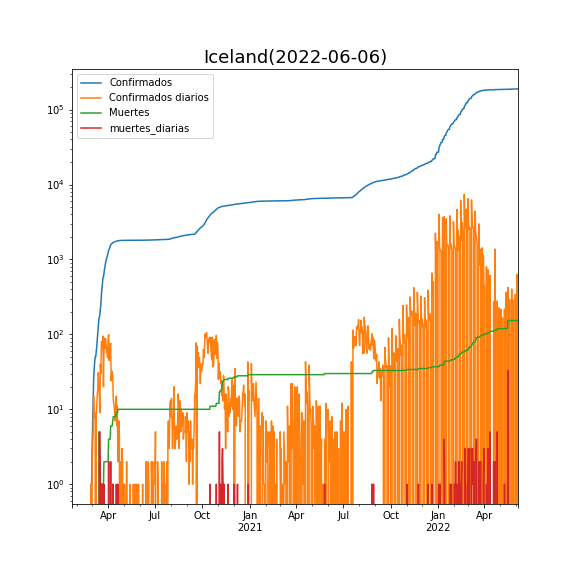 Iceland(2022-06-06)
Confirmados
Confirmados diarios
Muertes
muertes_diarias
10^5
10^4
10^3
10^2
10^1
10^0
Apr Jul Oct Jan Apr Jul Oct Jan Apr
2021 2022